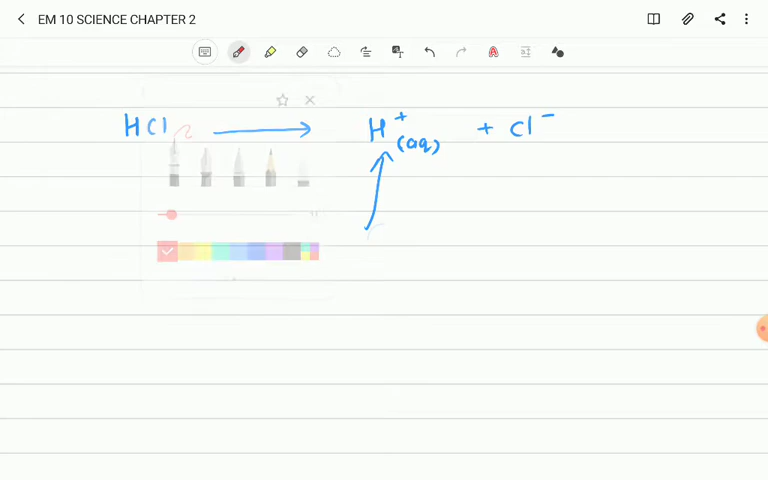 EM 10 SCIENCE CHAPTER 2
HCl → H⁺(aq) + Cl⁻